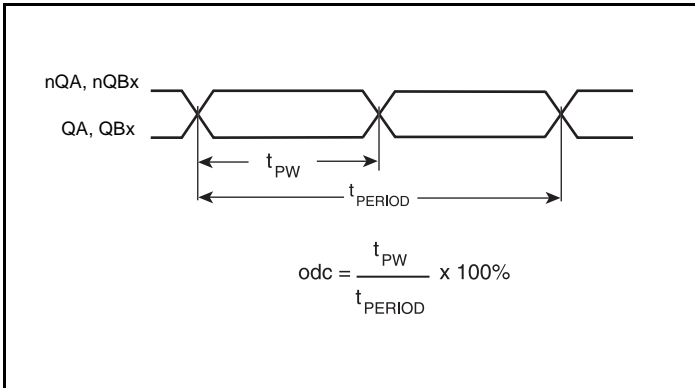 nQA, nQBx
QA, QBx
tPW
tPERIOD
tPW
odc = x 100%
tPERIOD